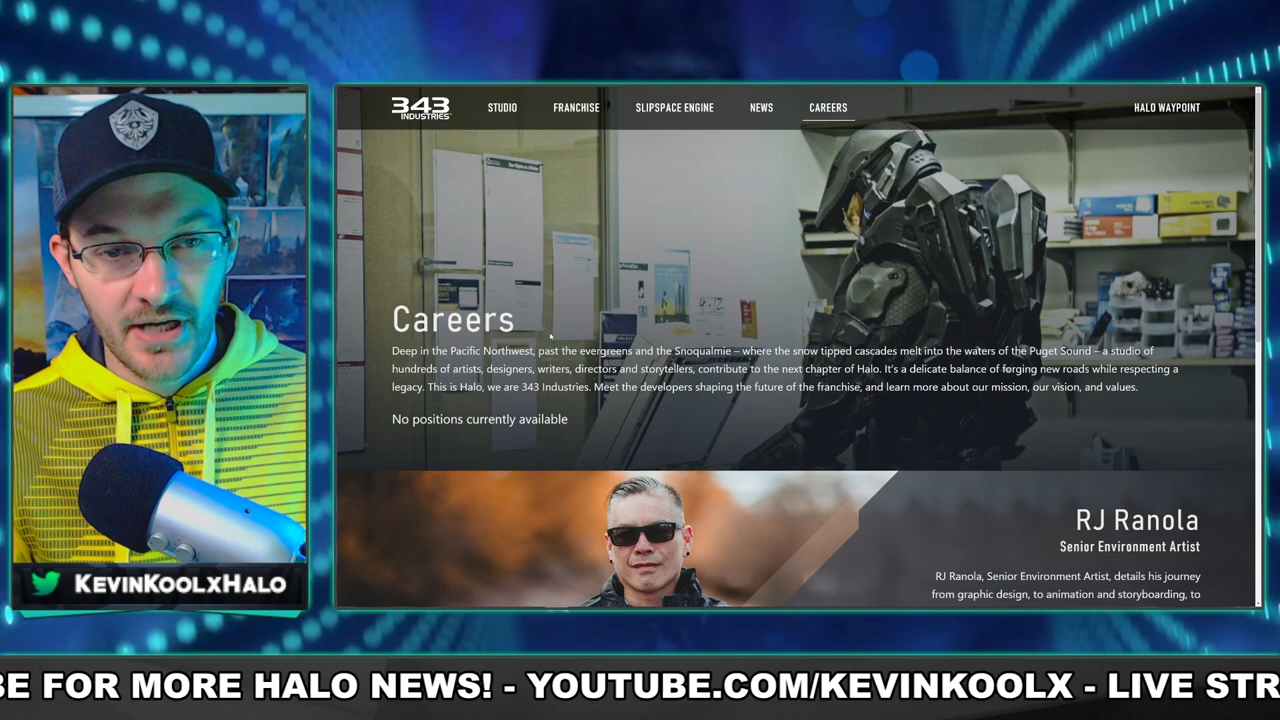 343
INDUSTRIES
STUDIO
FRANCHISE
SLIPSPACE ENGINE
NEWS
CAREERS
HALO WAYPOINT
Careers
Deep in the Pacific Northwest, past the evergreens and the Snoqualmie – where the snow tipped cascades melt into the waters of the Puget Sound – a studio of
hundreds of artists, designers, writers, directors and storytellers, contribute to the next chapter of Halo. It's a delicate balance of forging new roads while respecting a
legacy. This is Halo, we are 343 Industries. Meet the developers shaping the future of the franchise, and learn more about our mission, our vision, and values.
No positions currently available
RJ Ranola
Senior Environment Artist
RJ Ranola, Senior Environment Artist, details his journey
from graphic design, to animation and storyboarding, to
KEVINKOOLXHALO
BE FOR MORE HALO NEWS! - YOUTUBE.COM/KEVINKOOLX - LIVE STR